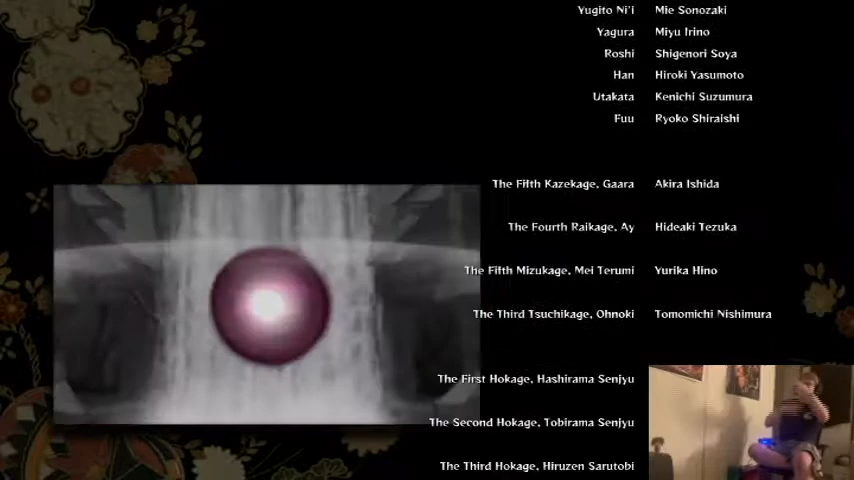 Yugito Ni'i Mie Sonozaki
Yagura Miyu Irino
Roshi Shigenori Soya
Han Hiroki Yasumoto
Utakata Kenichi Suzumura
Fuu Ryoko Shiraishi
The Fifth Kazekage, Gaara Akira Ishida
The Fourth Raikage, Ay Hideaki Tezuka
The Fifth Mizukage, Mei Terumi Yurika Hino
The Third Tsuchikage, Ohnoki Tomomichi Nishimura
The First Hokage, Hashirama Senjyu
The Second Hokage, Tobirama Senjyu
The Third Hokage, Hiruzen Sarutobi